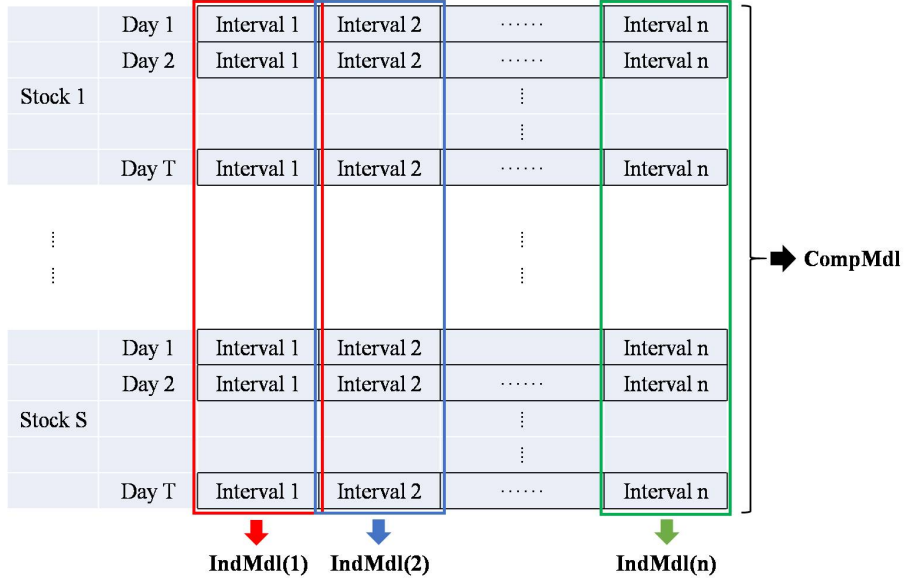 Day 1 Interval 1 Interval 2 ...... Interval n
Day 2 Interval 1 Interval 2 ...... Interval n
Stock 1
Day T Interval 1 Interval 2 ...... Interval n
CompMdl
Day 1 Interval 1 Interval 2 Interval n
Day 2 Interval 1 Interval 2 ...... Interval n
Stock S
Day T Interval 1 Interval 2 ...... Interval n
IndMdl(1) IndMdl(2) IndMdl(n)